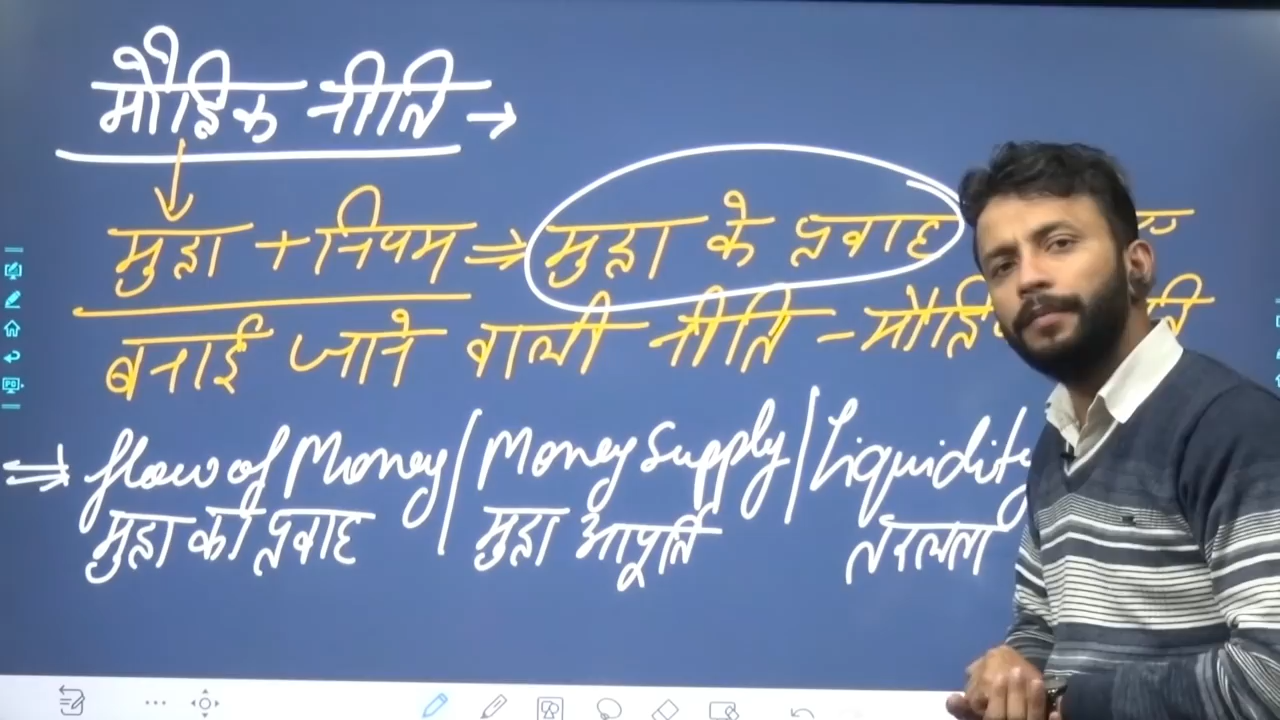 मौद्रिक नीति →
मुद्रा + नियम ⇒ मुद्रा के प्रवाह
बनाई जाने वाली नीति - मौद्रिक
⇒ flow of Money / Money Supply / Liquidity
मुद्रा का प्रवाह मुद्रा आपूर्ति तरलता